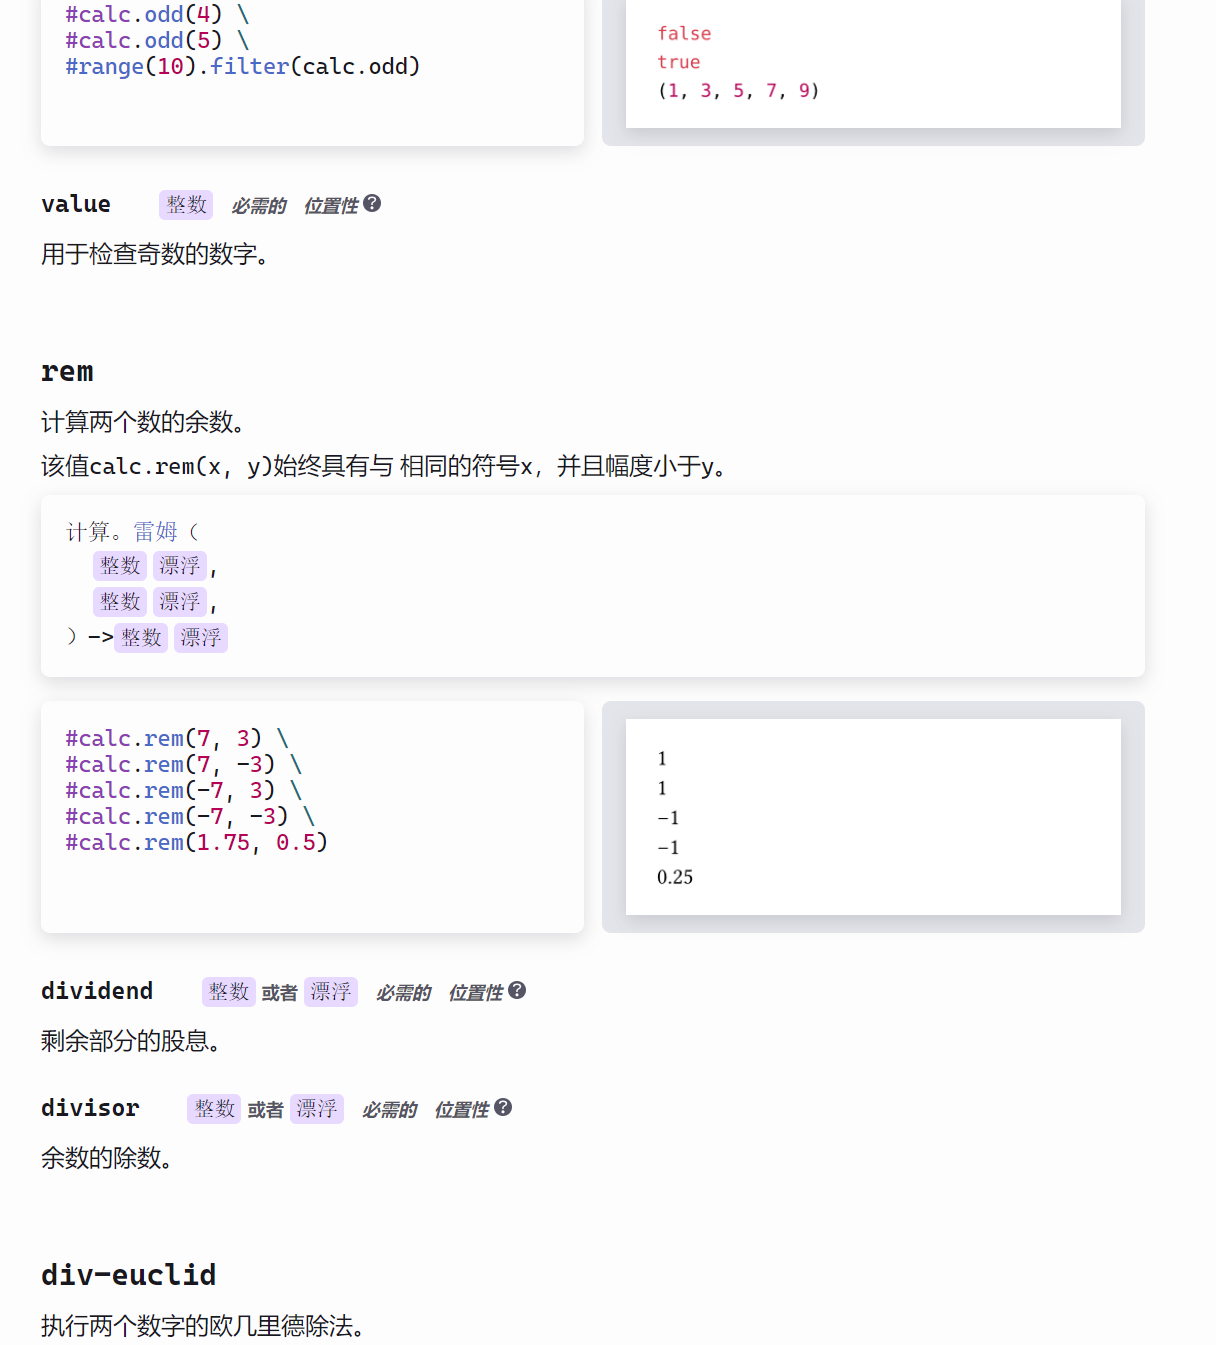 #calc.odd(4) \
#calc.odd(5) \
#range(10).filter(calc.odd)
false
true
(1, 3, 5, 7, 9)
value 整数 必需的 位置性 ?
用于检查奇数的数字。
rem
计算两个数的余数。
该值calc.rem(x, y)始终具有与 相同的符号x，并且幅度小于y。
计算。雷姆（
整数 漂浮,
整数 漂浮,
）->整数 漂浮
#calc.rem(7, 3) \
#calc.rem(7, -3) \
#calc.rem(-7, 3) \
#calc.rem(-7, -3) \
#calc.rem(1.75, 0.5)
1
1
−1
−1
0.25
dividend 整数 或者 漂浮 必需的 位置性 ?
剩余部分的股息。
divisor 整数 或者 漂浮 必需的 位置性 ?
余数的除数。
div-euclid
执行两个数字的欧几里德除法。